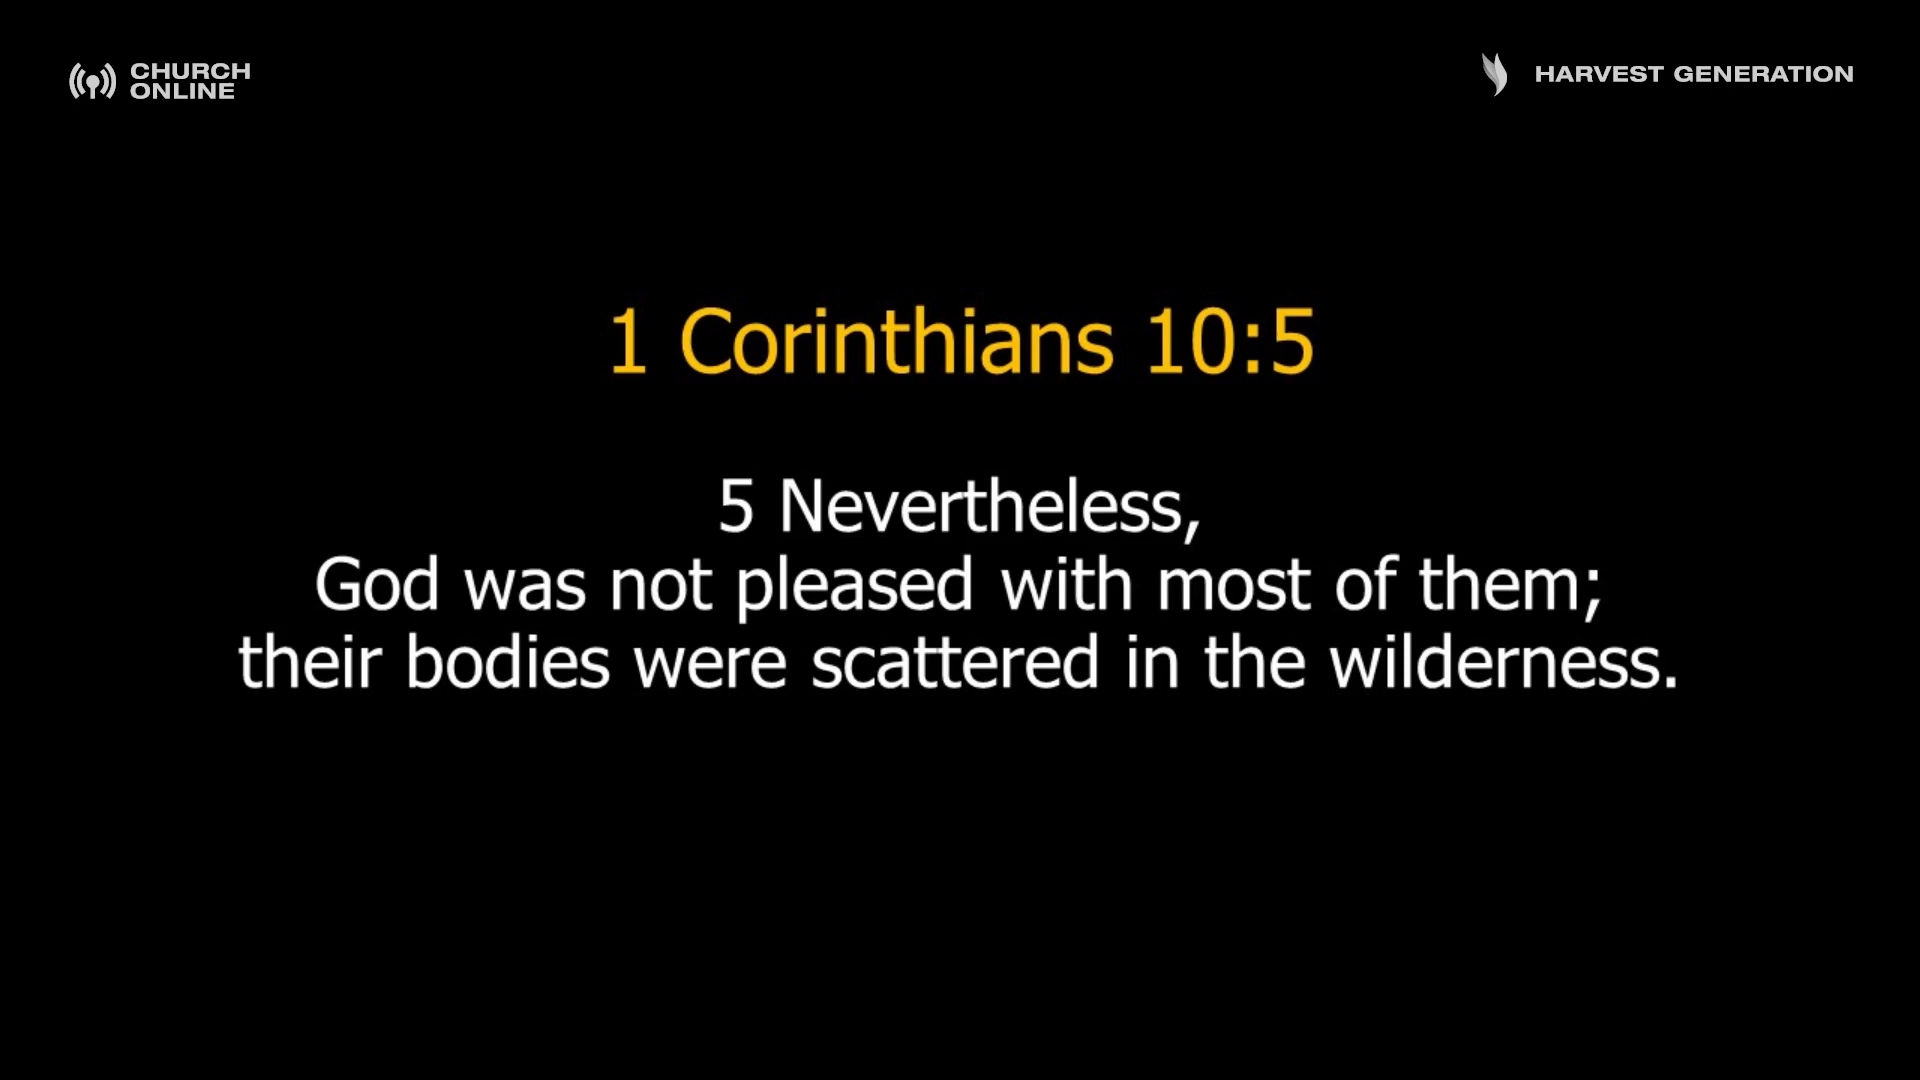 CHURCH
ONLINE
HARVEST GENERATION
1 Corinthians 10:5
5 Nevertheless,
God was not pleased with most of them;
their bodies were scattered in the wilderness.